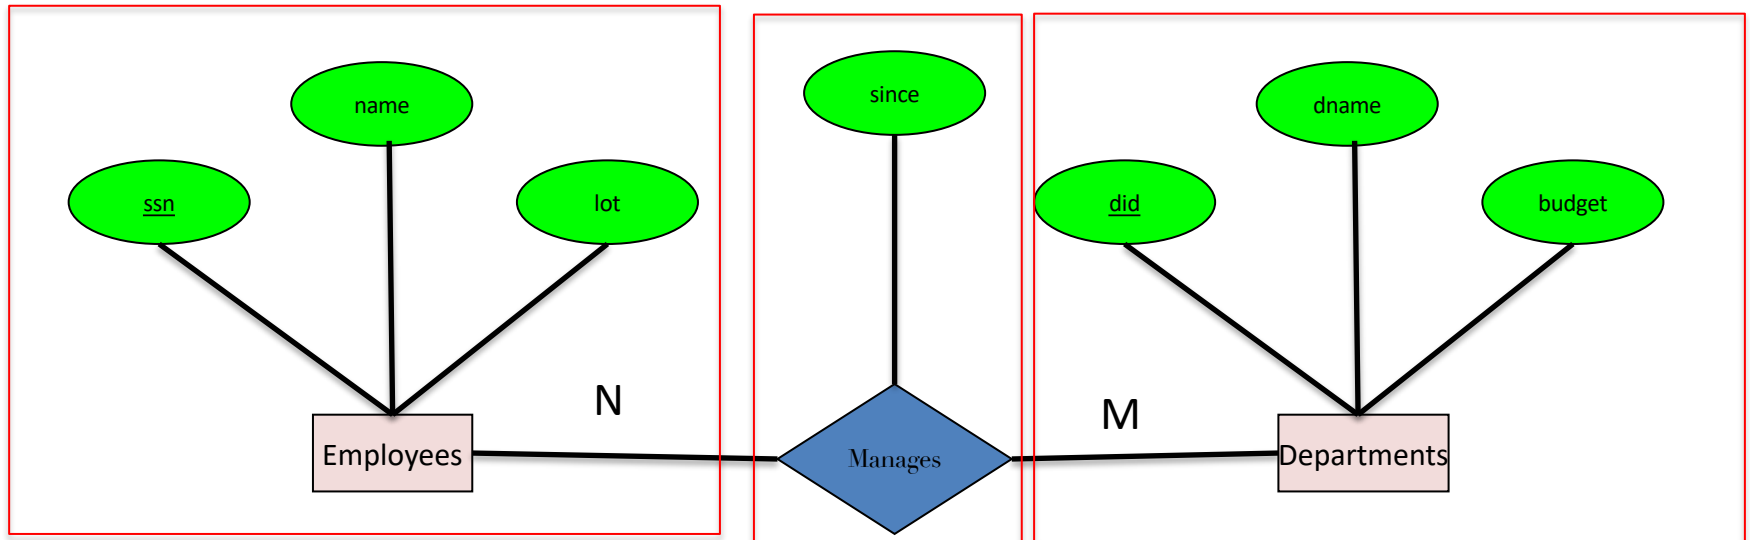 name
since
dname
ssn
lot
did
budget
N
M
Employees
Manages
Departments